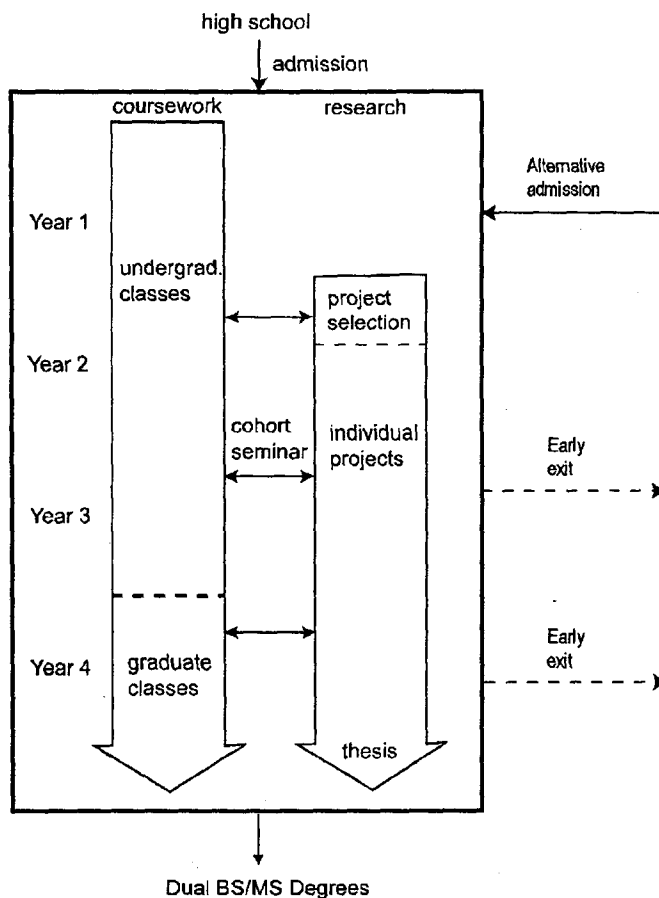 high school
admission
coursework
research
Alternative
admission
Year 1
undergrad.
classes
project
selection
Year 2
cohort
seminar
individual
projects
Early
exit
Year 3
Year 4
graduate
classes
Early
exit
thesis
Dual BS/MS Degrees